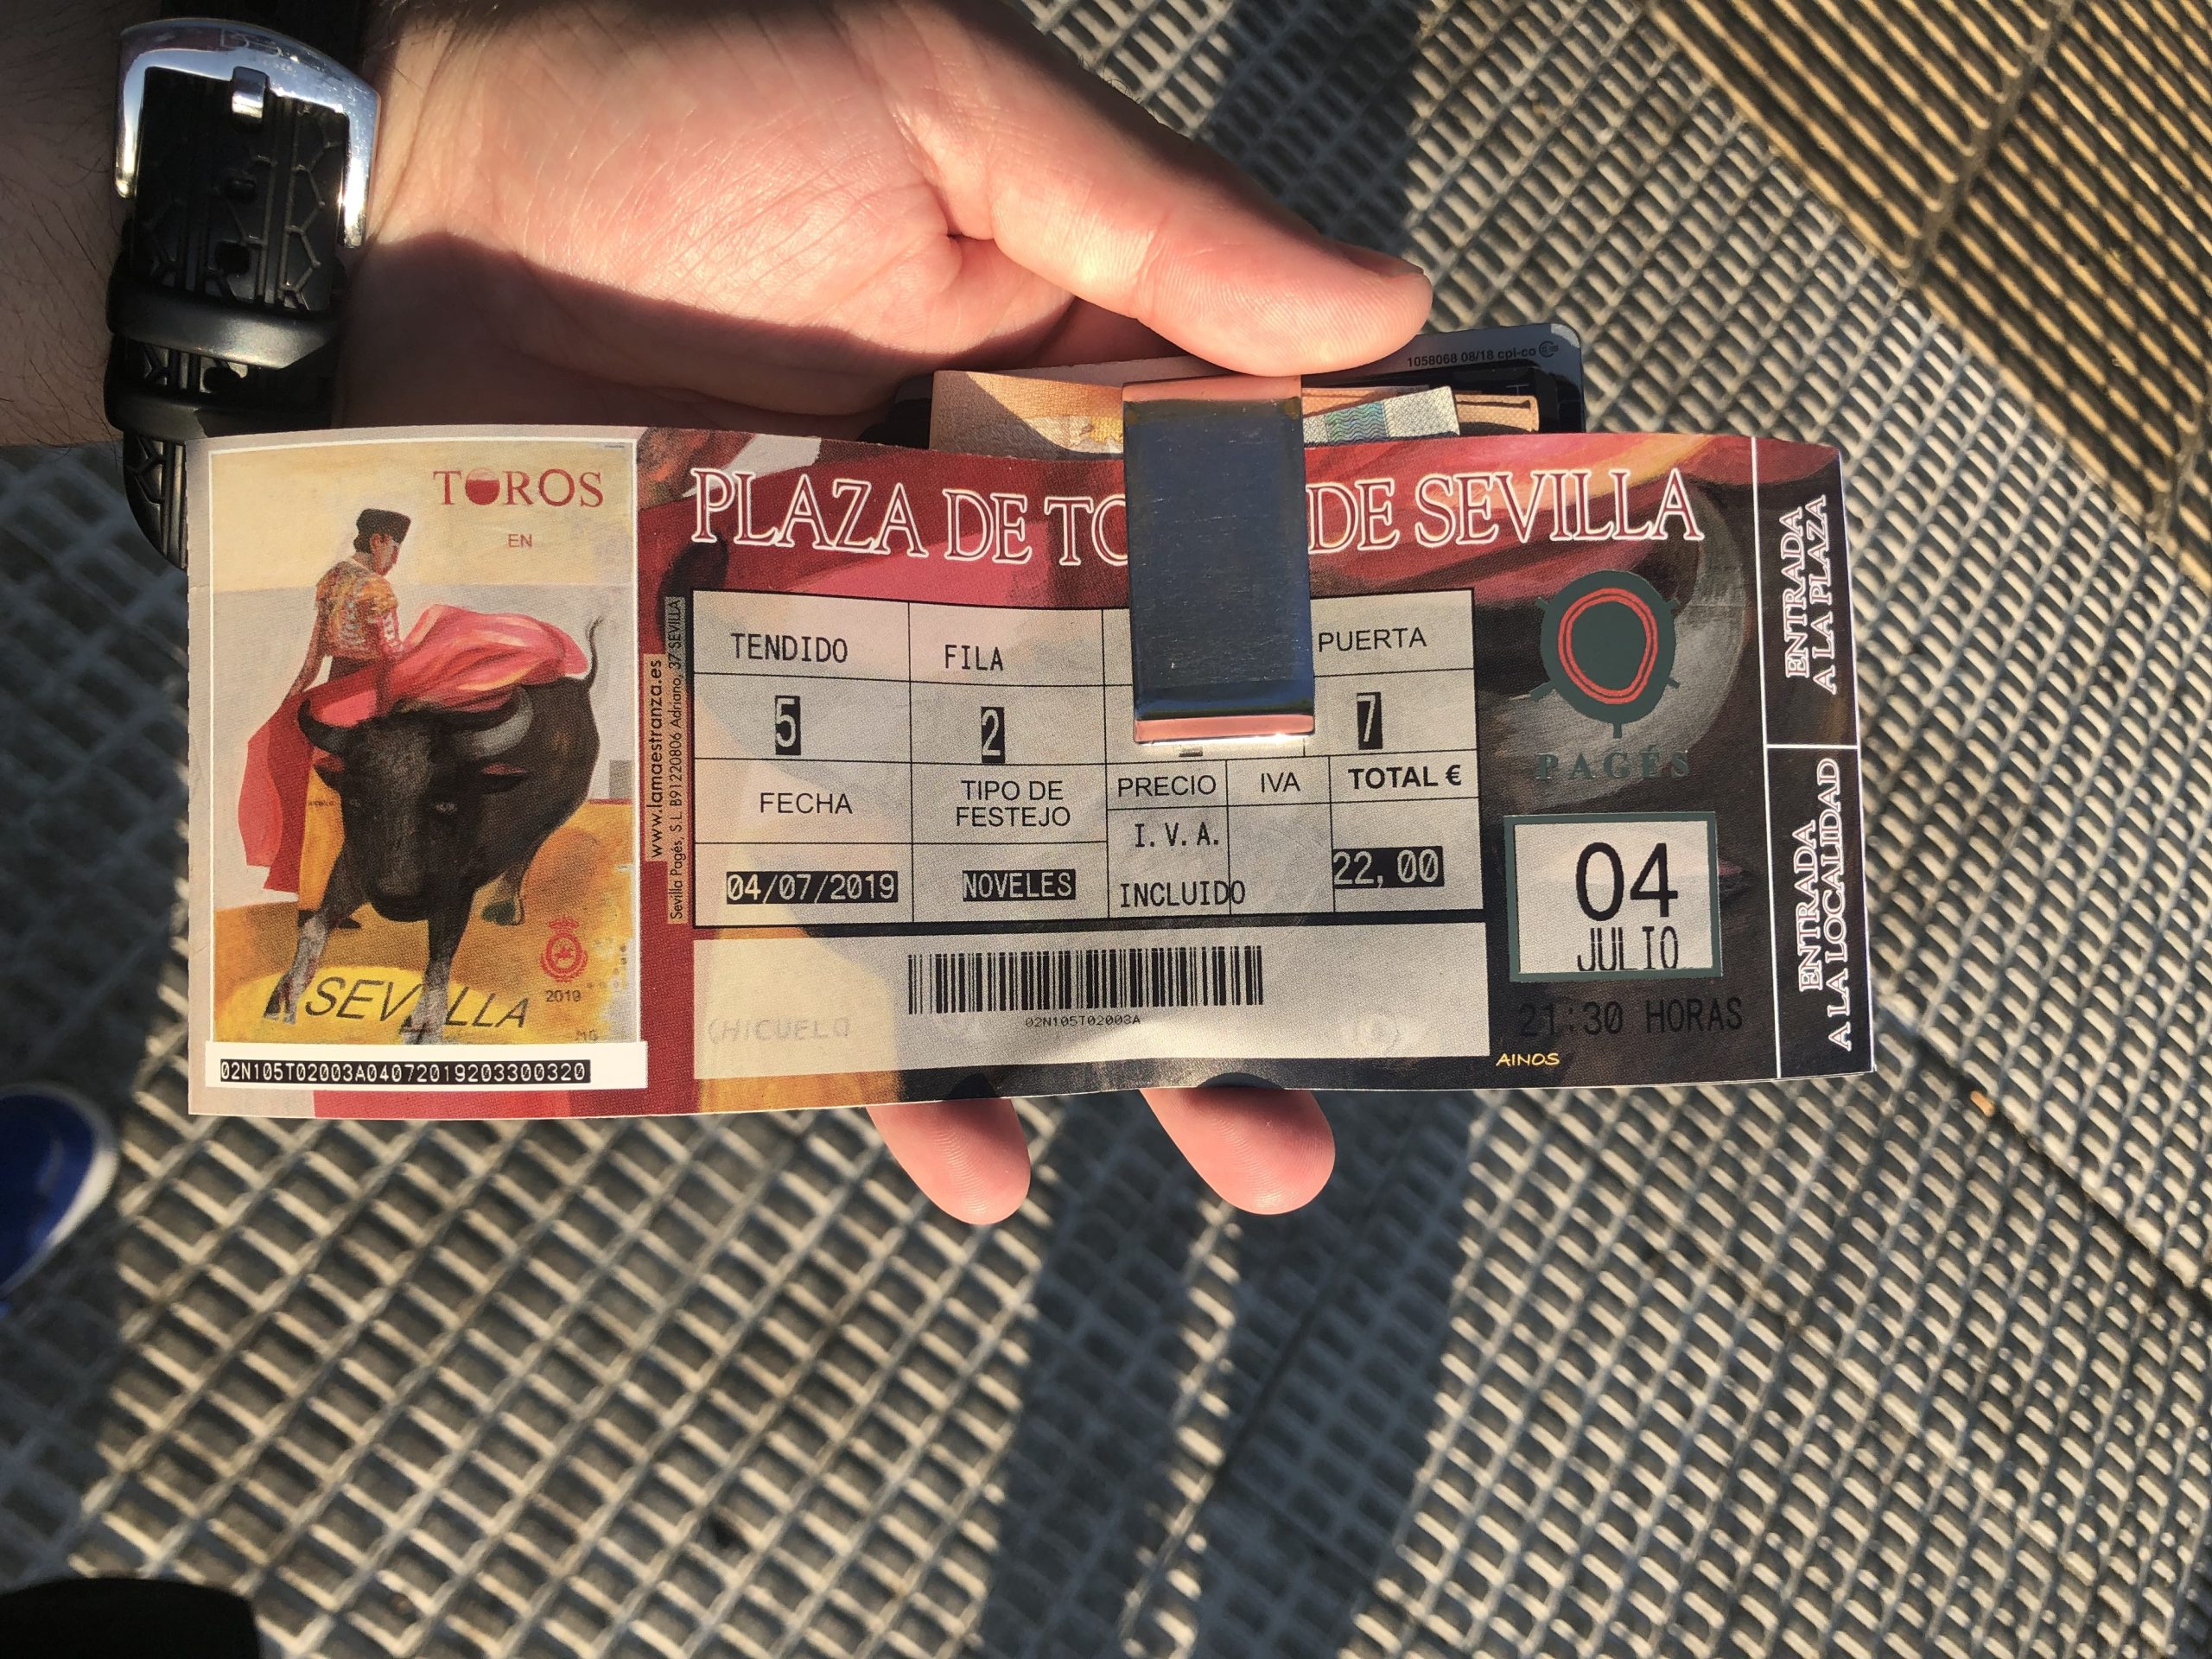 1058068 08/18 cpi-co
TOROS
EN
SEVILLA
2019
MG
02N105T02003A04072019203300320
www.lamaestranza.es
Sevilla Pagés, S.L. B91220806 Adriano, 37 SEVILLA
PLAZA DE TO DE SEVILLA
TENDIDO FILA PUERTA
5 2 7
FECHA TIPO DE FESTEJO PRECIO IVA TOTAL €
04/07/2019 NOVELES I.V.A. INCLUIDO 22,00
02N105T02003A
CHICUELO
PAGÉS
04
JULIO
21:30 HORAS
AINOS
ENTRADA
A LA PLAZA
ENTRADA
A LA LOCALIDAD